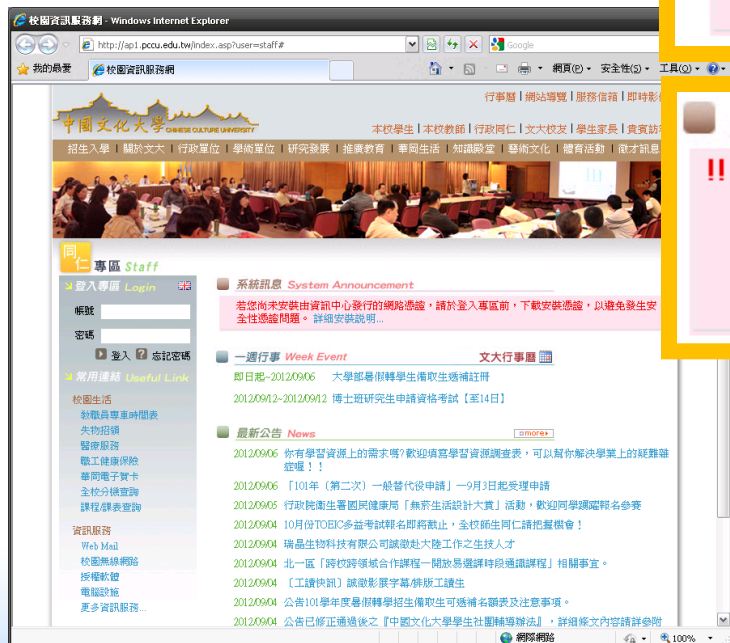 校園資訊服務網 - Windows Internet Explorer
http://ap1.pccu.edu.tw/index.asp?user=staff#
Google
我的最愛
校園資訊服務網
網頁(P)
安全性(S)
工具(O)
行事曆 | 網站導覽 | 服務信箱 | 即時影
中國文化大學 CHINESE CULTURE UNIVERSITY
本校學生 | 本校教師 | 行政同仁 | 文大校友 | 學生家長 | 貴賓訪
招生入學 | 關於文大 | 行政單位 | 學術單位 | 研究發展 | 推廣教育 | 華岡生活 | 知識殿堂 | 藝術文化 | 體育活動 | 徵才訊息
!!
同仁 專區 Staff
登入專區 Login
帳號
密碼
登入 ? 忘記密碼
常用連結 Useful Link
校園生活
教職員專車時間表
失物招領
醫療服務
職工健康保險
華岡電子賀卡
全校分機查詢
課程/課表查詢
資訊服務
Web Mail
校園無線網路
授權軟體
電腦設施
更多資訊服務...
系統訊息 System Announcement
若您尚未安裝由資訊中心發行的網路憑證，請於登入專區前，下載安裝憑證，以避免發生安
全性憑證問題。 詳細安裝說明...
一週行事 Week Event
文大行事曆
即日起~2012/09/06 大學部暑假轉學生備取生遞補註冊
2012/09/12~2012/09/12 博士班研究生申請資格考試【至14日】
最新公告 News
more
2012/09/06 你有學習資源上的需求嗎?歡迎填寫學習資源調查表，可以幫你解決學業上的疑難雜
症喔！！
2012/09/06 「101年〔第二次〕一般替代役申請」一9月3日起受理申請
2012/09/05 行政院衛生署國民健康局「無菸生活設計大賞」活動，歡迎同學踴躍報名參賽
2012/09/04 10月份TOEIC多益考試報名即將截止，全校師生同仁請把握機會！
2012/09/04 瑞晶生物科技有限公司誠徵赴大陸工作之生技人才
2012/09/04 北一區「跨校跨領域合作課程一開放易選課時段通識課程」相關事宜。
2012/09/04 〔工讀快訊〕誠徵影展字幕/排版工讀生
2012/09/04 公告101學年度暑假轉學招生備取生可遞補名額表及注意事項。
2012/09/04 公告已修正通過後之『中國文化大學學生社團輔導辦法』，詳細條文內容請詳參附
網際網路
100%